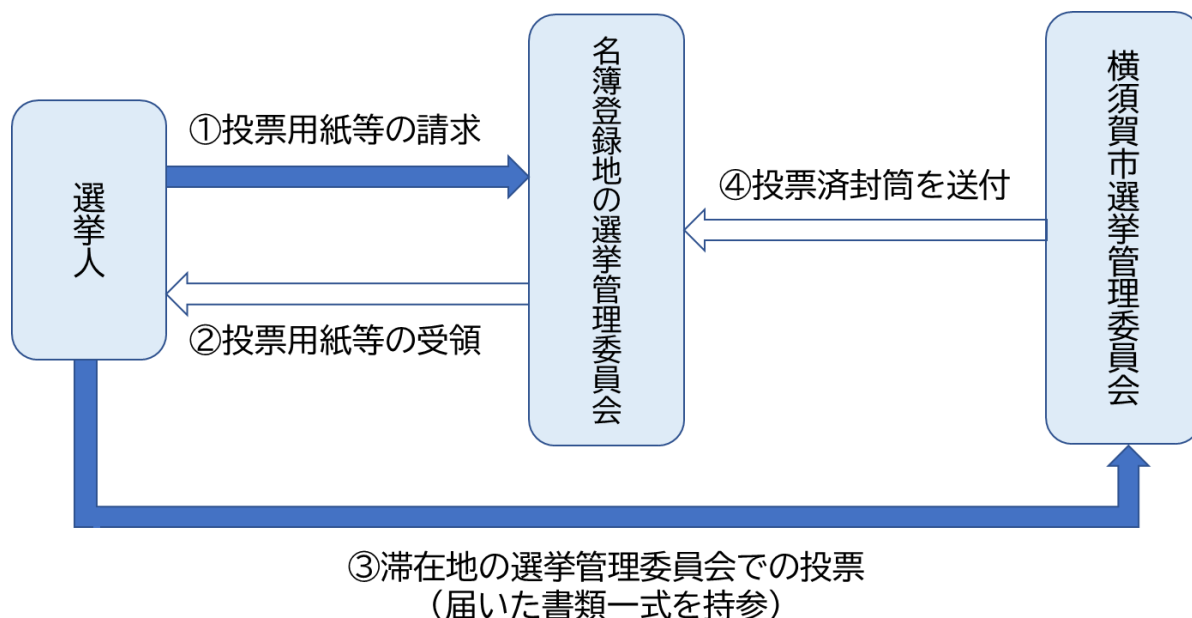 選挙人
①投票用紙等の請求
②投票用紙等の受領
名簿登録地の選挙管理委員会
④投票済封筒を送付
横須賀市選挙管理委員会
③滞在地の選挙管理委員会での投票
（届いた書類一式を持参）